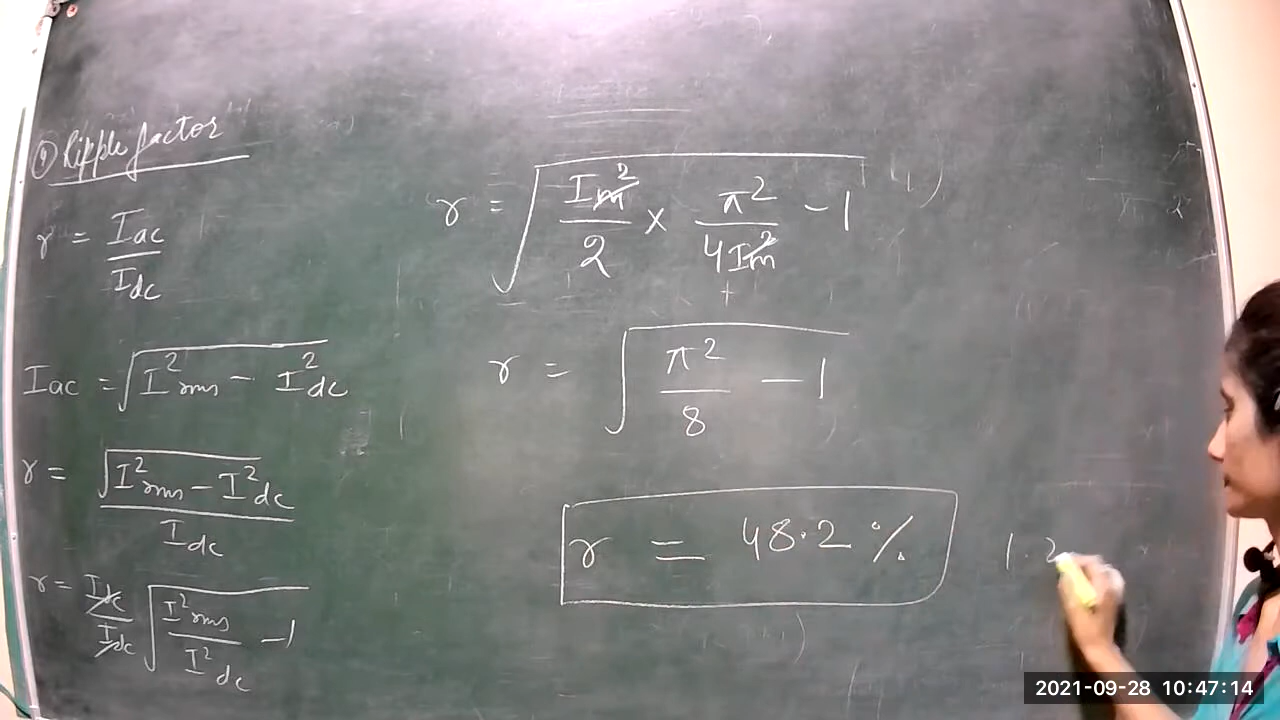 ④ Ripple factor
r = Iac / Idc
Iac = √(I²rms − I²dc)
r = √(I²rms − I²dc) / Idc
r = Idc / Idc √(I²rms / I²dc − 1)
r = √(Im² / 2 × π² / 4Im² − 1)
r = √(π² / 8 − 1)
r = 48.2 %
1.2
2021-09-28 10:47:14